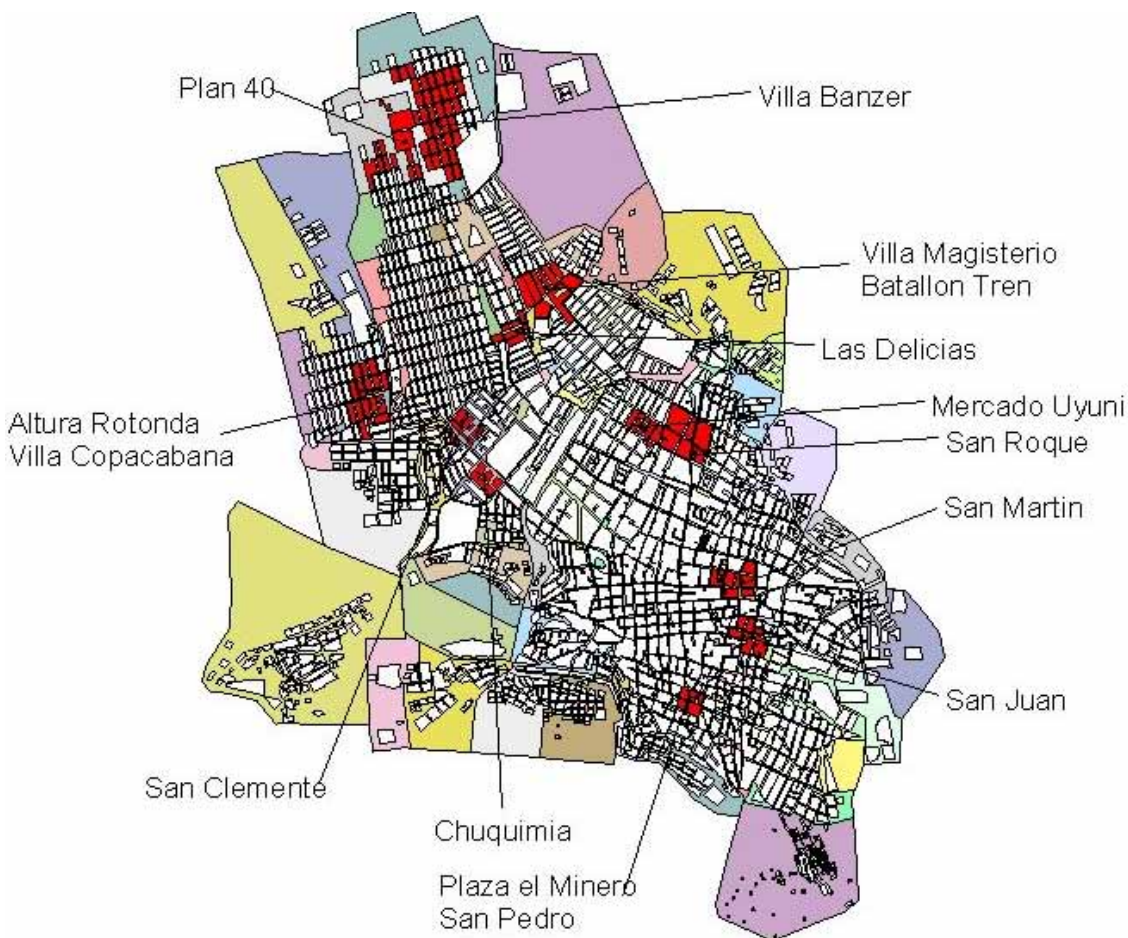 Plan 40
Villa Banzer
Villa Magisterio
Batallon Tren
Las Delicias
Altura Rotonda
Villa Copacabana
Mercado Uyuni
San Roque
San Martin
San Juan
San Clemente
Chuquimia
Plaza el Minero
San Pedro